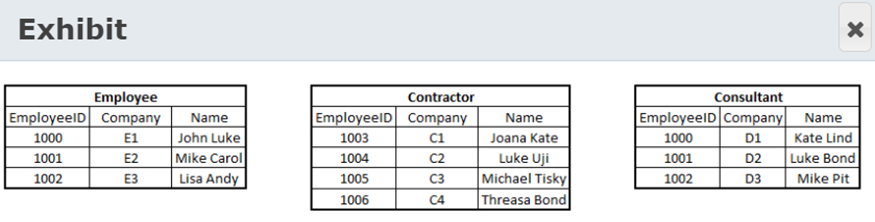 Exhibit ✖
Employee
EmployeeID Company Name
1000 E1 John Luke
1001 E2 Mike Carol
1002 E3 Lisa Andy
Contractor
EmployeeID Company Name
1003 C1 Joana Kate
1004 C2 Luke Uji
1005 C3 Michael Tisky
1006 C4 Threasa Bond
Consultant
EmployeeID Company Name
1000 D1 Kate Lind
1001 D2 Luke Bond
1002 D3 Mike Pit